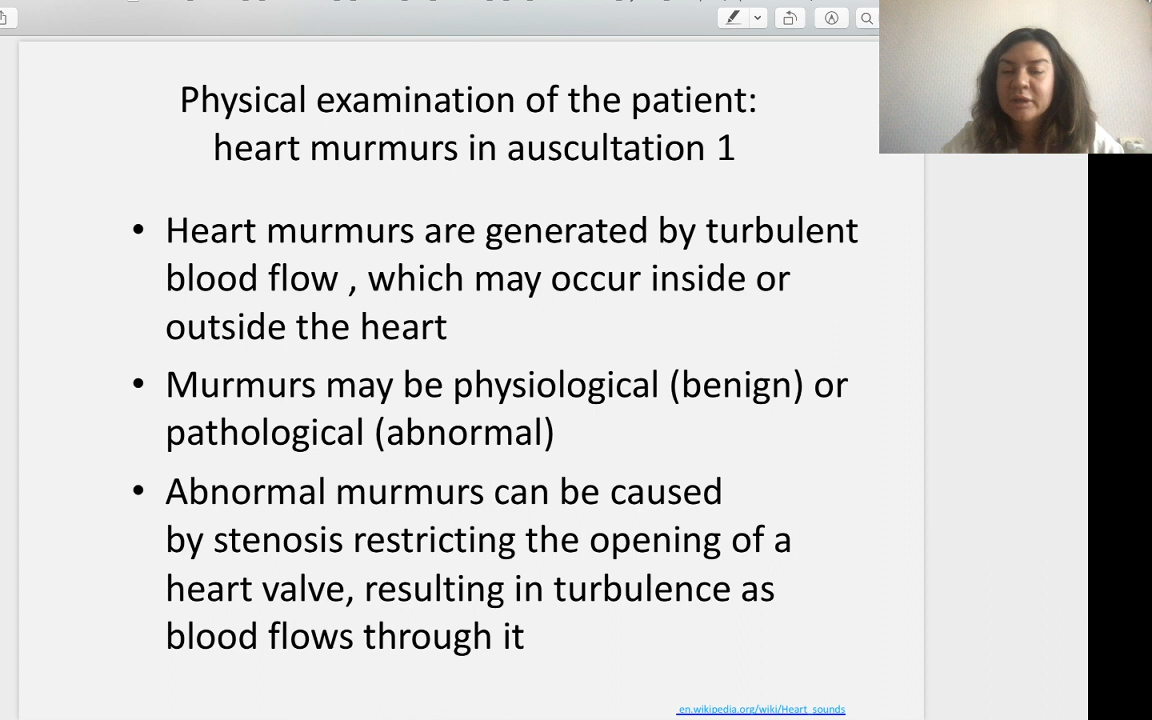 Physical examination of the patient:
heart murmurs in auscultation 1
• Heart murmurs are generated by turbulent
blood flow , which may occur inside or
outside the heart
• Murmurs may be physiological (benign) or
pathological (abnormal)
• Abnormal murmurs can be caused
by stenosis restricting the opening of a
heart valve, resulting in turbulence as
blood flows through it
en.wikipedia.org/wiki/Heart_sounds